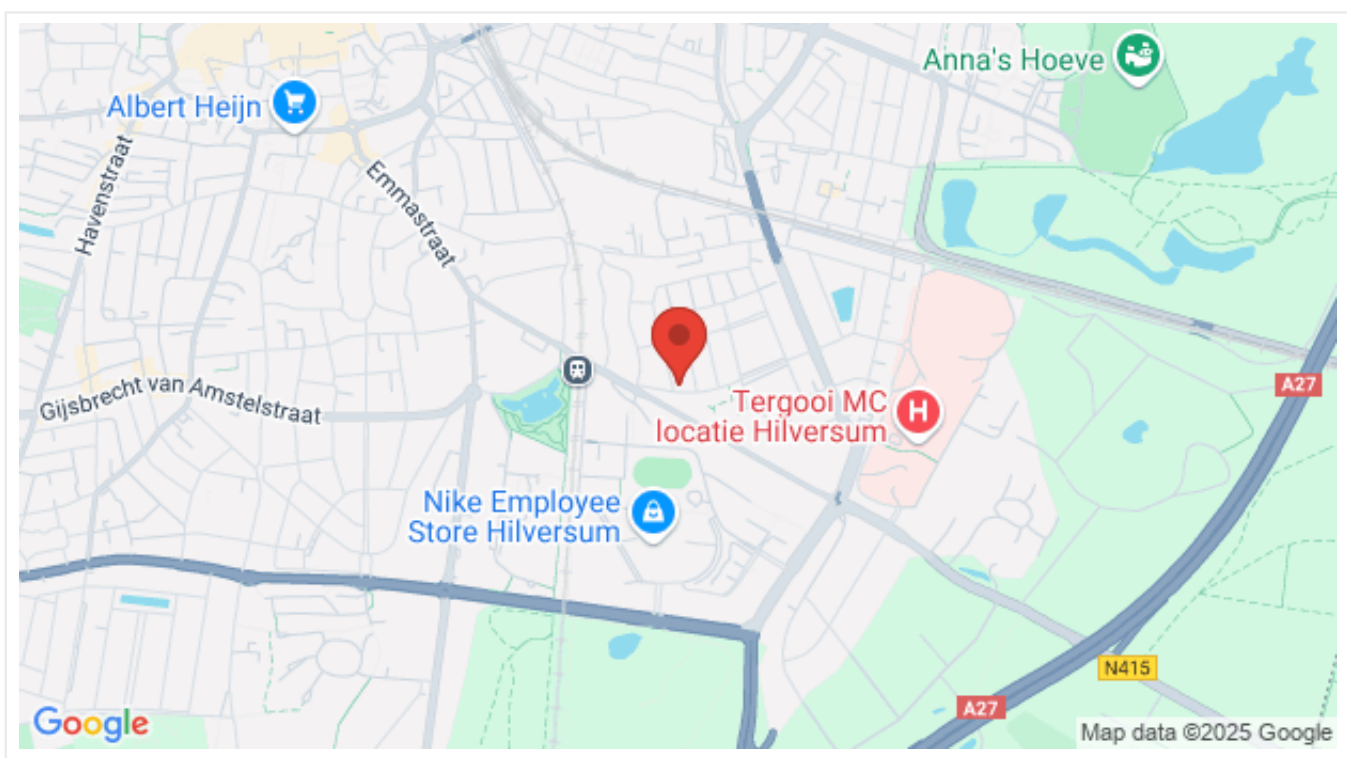 Anna's Hoeve
Albert Heijn
Havenstraat
Emmastraat
A27
Gijsbrecht van Amstelstraat
Tergooi MC
locatie Hilversum
H
Nike Employee
Store Hilversum
N415
A27
Google
Map data ©2025 Google